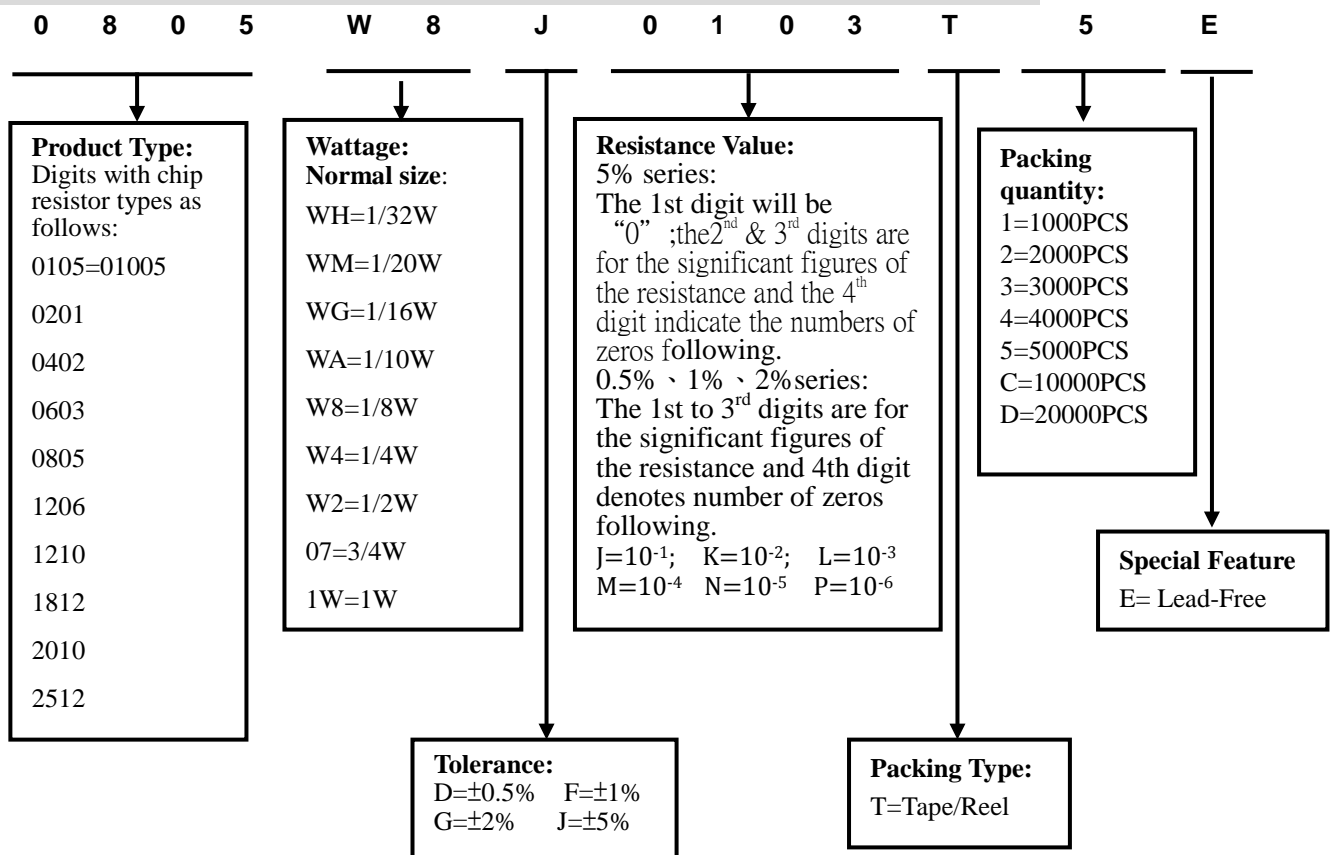 0 8 0 5 W 8 J 0 1 0 3 T 5 E
Product Type:
Digits with chip
resistor types as
follows:
0105=01005
0201
0402
0603
0805
1206
1210
1812
2010
2512
Wattage:
Normal size:
WH=1/32W
WM=1/20W
WG=1/16W
WA=1/10W
W8=1/8W
W4=1/4W
W2=1/2W
07=3/4W
1W=1W
Resistance Value:
5% series:
The 1st digit will be
“0” ;the2nd & 3rd digits are
for the significant figures of
the resistance and the 4th
digit indicate the numbers of
zeros following.
0.5%、1%、2%series:
The 1st to 3rd digits are for
the significant figures of
the resistance and 4th digit
denotes number of zeros
following.
J=10-1; K=10-2; L=10-3
M=10-4 N=10-5 P=10-6
Packing
quantity:
1=1000PCS
2=2000PCS
3=3000PCS
4=4000PCS
5=5000PCS
C=10000PCS
D=20000PCS
Special Feature
E= Lead-Free
Tolerance:
D=±0.5% F=±1%
G=±2% J=±5%
Packing Type:
T=Tape/Reel